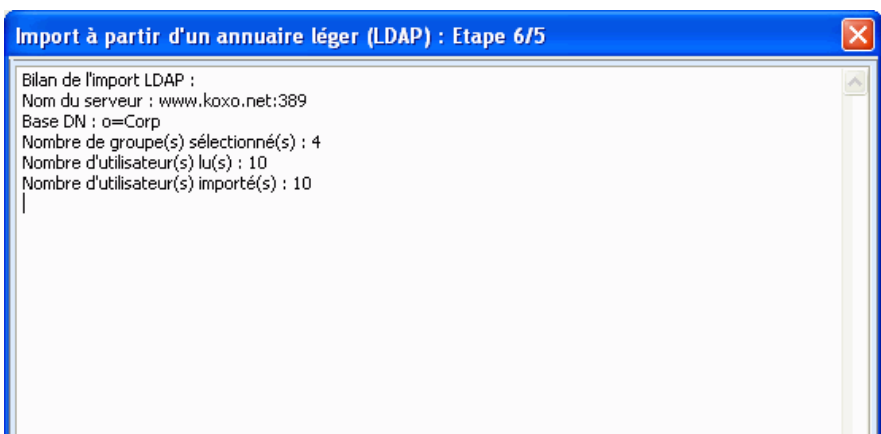 Import à partir d'un annuaire léger (LDAP) : Etape 6/5
Bilan de l'import LDAP :
Nom du serveur : www.koxo.net:389
Base DN : o=Corp
Nombre de groupe(s) sélectionné(s) : 4
Nombre d'utilisateur(s) lu(s) : 10
Nombre d'utilisateur(s) importé(s) : 10